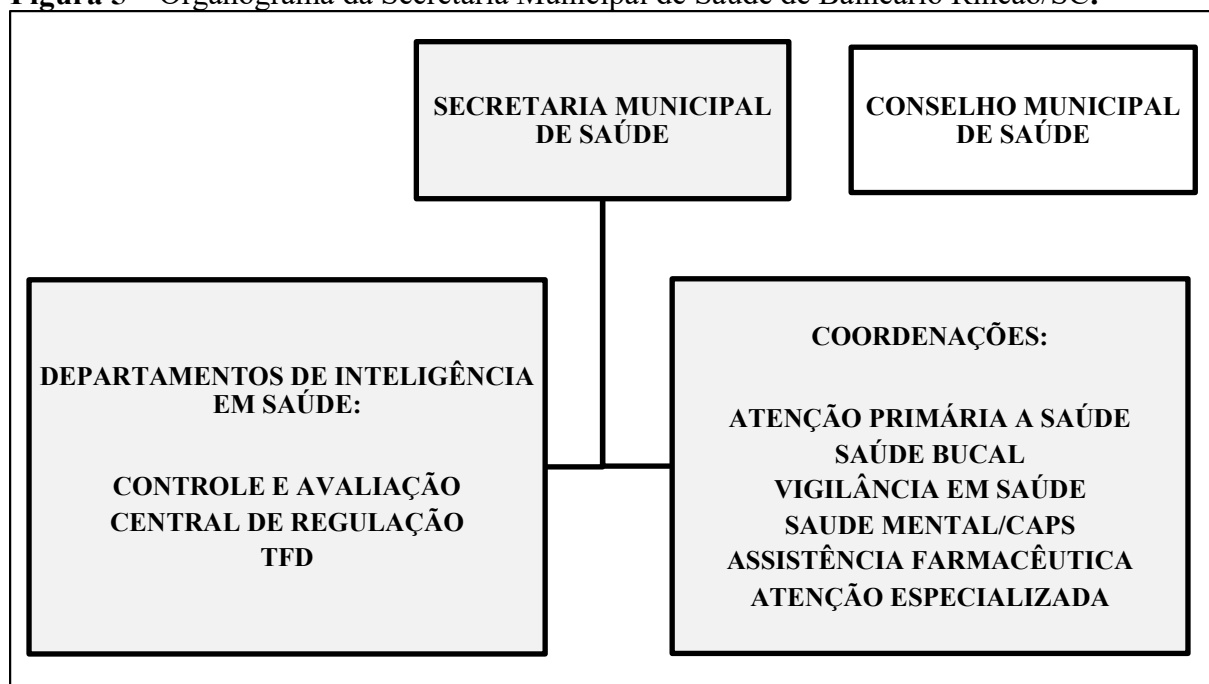 Figura 5 – Organograma da Secretaria Municipal de Saúde de Balneário Rincão/SC.
SECRETARIA MUNICIPAL
DE SAÚDE
CONSELHO MUNICIPAL
DE SAÚDE
DEPARTAMENTOS DE INTELIGÊNCIA
EM SAÚDE:
CONTROLE E AVALIAÇÃO
CENTRAL DE REGULAÇÃO
TFD
COORDENAÇÕES:
ATENÇÃO PRIMÁRIA A SAÚDE
SAÚDE BUCAL
VIGILÂNCIA EM SAÚDE
SAUDE MENTAL/CAPS
ASSISTÊNCIA FARMACÊUTICA
ATENÇÃO ESPECIALIZADA